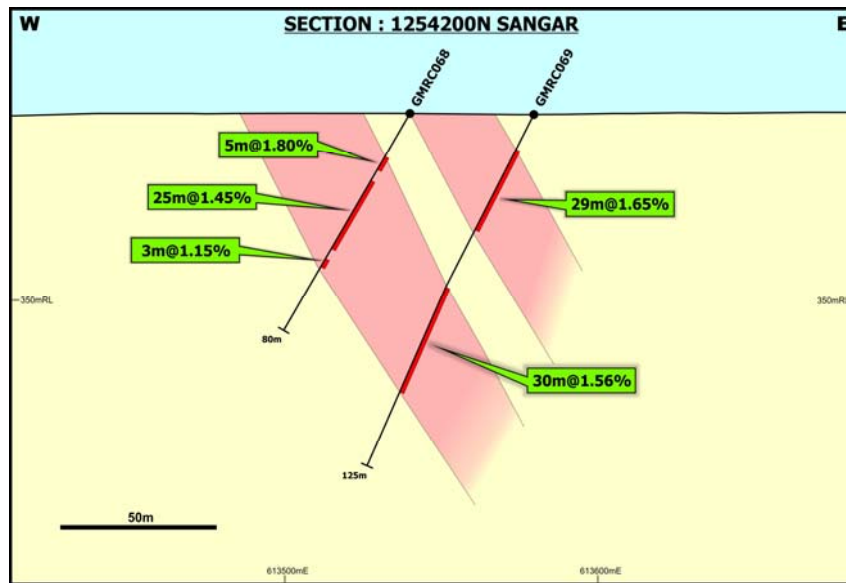 W
SECTION : 1254200N SANGAR
E
GMRC068
GMRC069
5m@1.80%
25m@1.45%
29m@1.65%
3m@1.15%
350mRL
350mR
80m
30m@1.56%
125m
50m
613500mE
613600mE